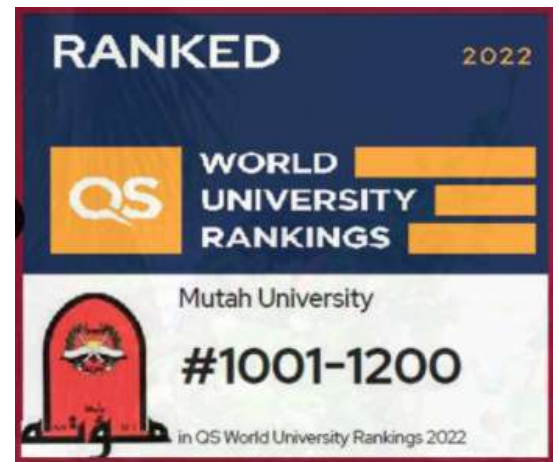 RANKED
2022
QS
WORLD
UNIVERSITY
RANKINGS
Mutah University
#1001-1200
مؤتة
in QS World University Rankings 2022